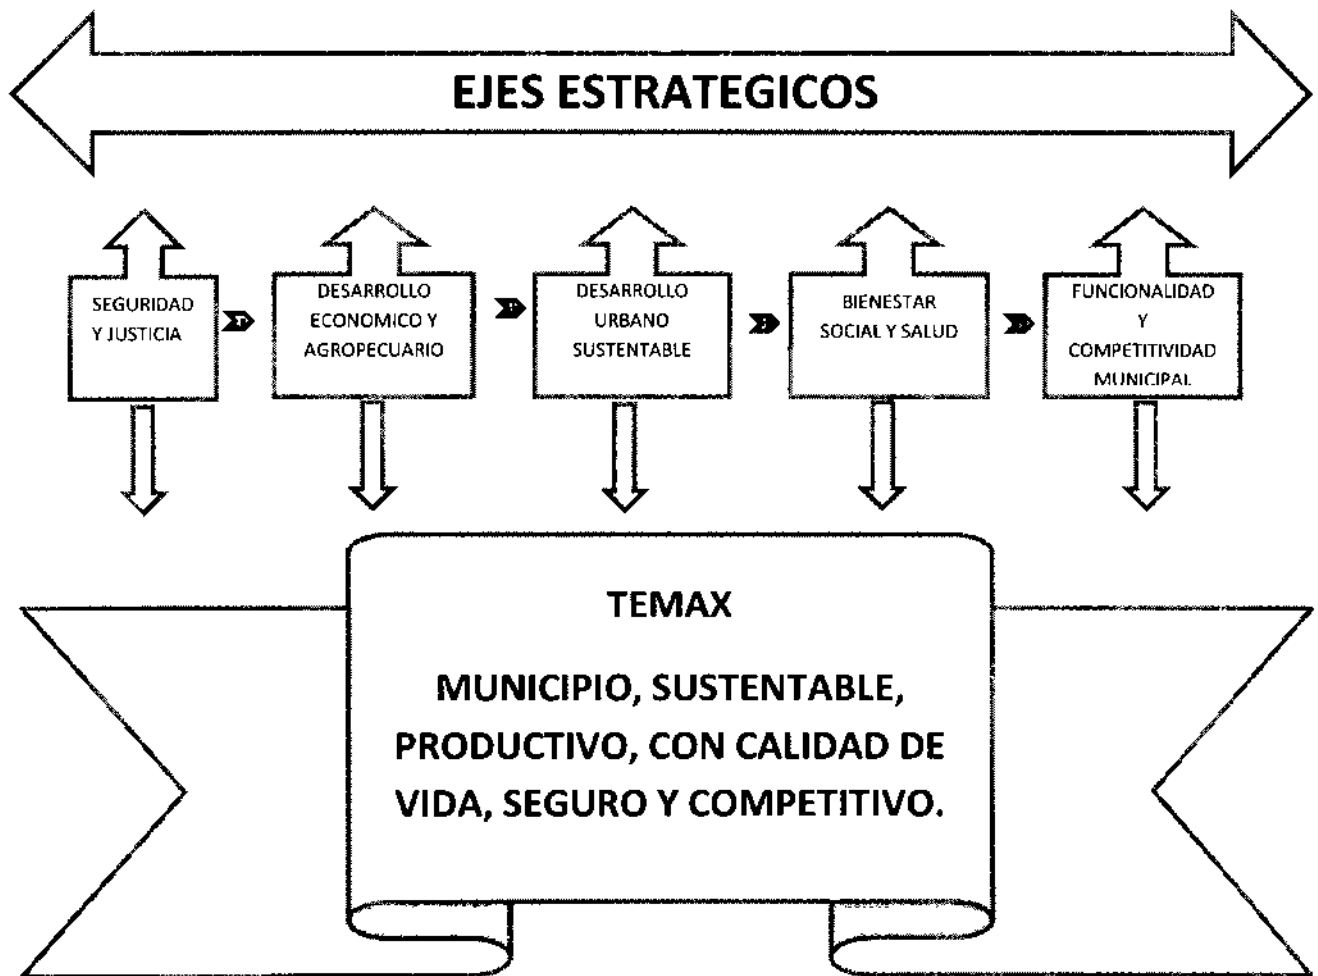 EJES ESTRATEGICOS
SEGURIDAD
Y JUSTICIA
DESARROLLO
ECONOMICO Y
AGROPECUARIO
DESARROLLO
URBANO
SUSTENTABLE
BIENESTAR
SOCIAL Y SALUD
FUNCIONALIDAD
Y
COMPETITIVIDAD
MUNICIPAL
TEMAX
MUNICIPIO, SUSTENTABLE,
PRODUCTIVO, CON CALIDAD DE
VIDA, SEGURO Y COMPETITIVO.